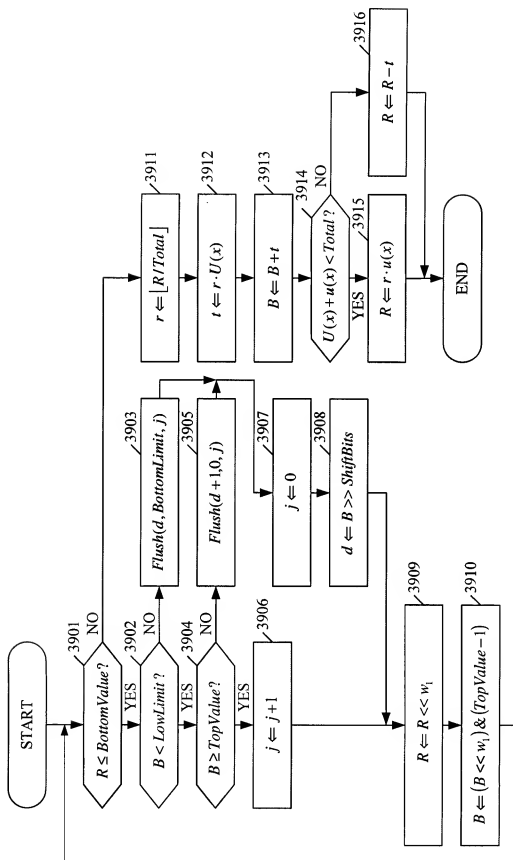 START
3901
R ≤ BottomValue?
NO
YES
3902
B < LowLimit?
NO
YES
3904
B ≥ TopValue?
NO
YES
3906
j ⇐ j+1
3903
Flush(d, BottomLimit, j)
3905
Flush(d+1,0, j)
3907
j ⇐ 0
3908
d ⇐ B >> ShiftBits
3909
R ⇐ R << w₁
3910
B ⇐ (B << w₁) & (TopValue−1)
3911
r ⇐ ⌊R/Total⌋
3912
t ⇐ r·U(x)
3913
B ⇐ B+t
3914
U(x)+u(x) < Total?
NO
YES
3915
R ⇐ r·u(x)
3916
R ⇐ R−t
END